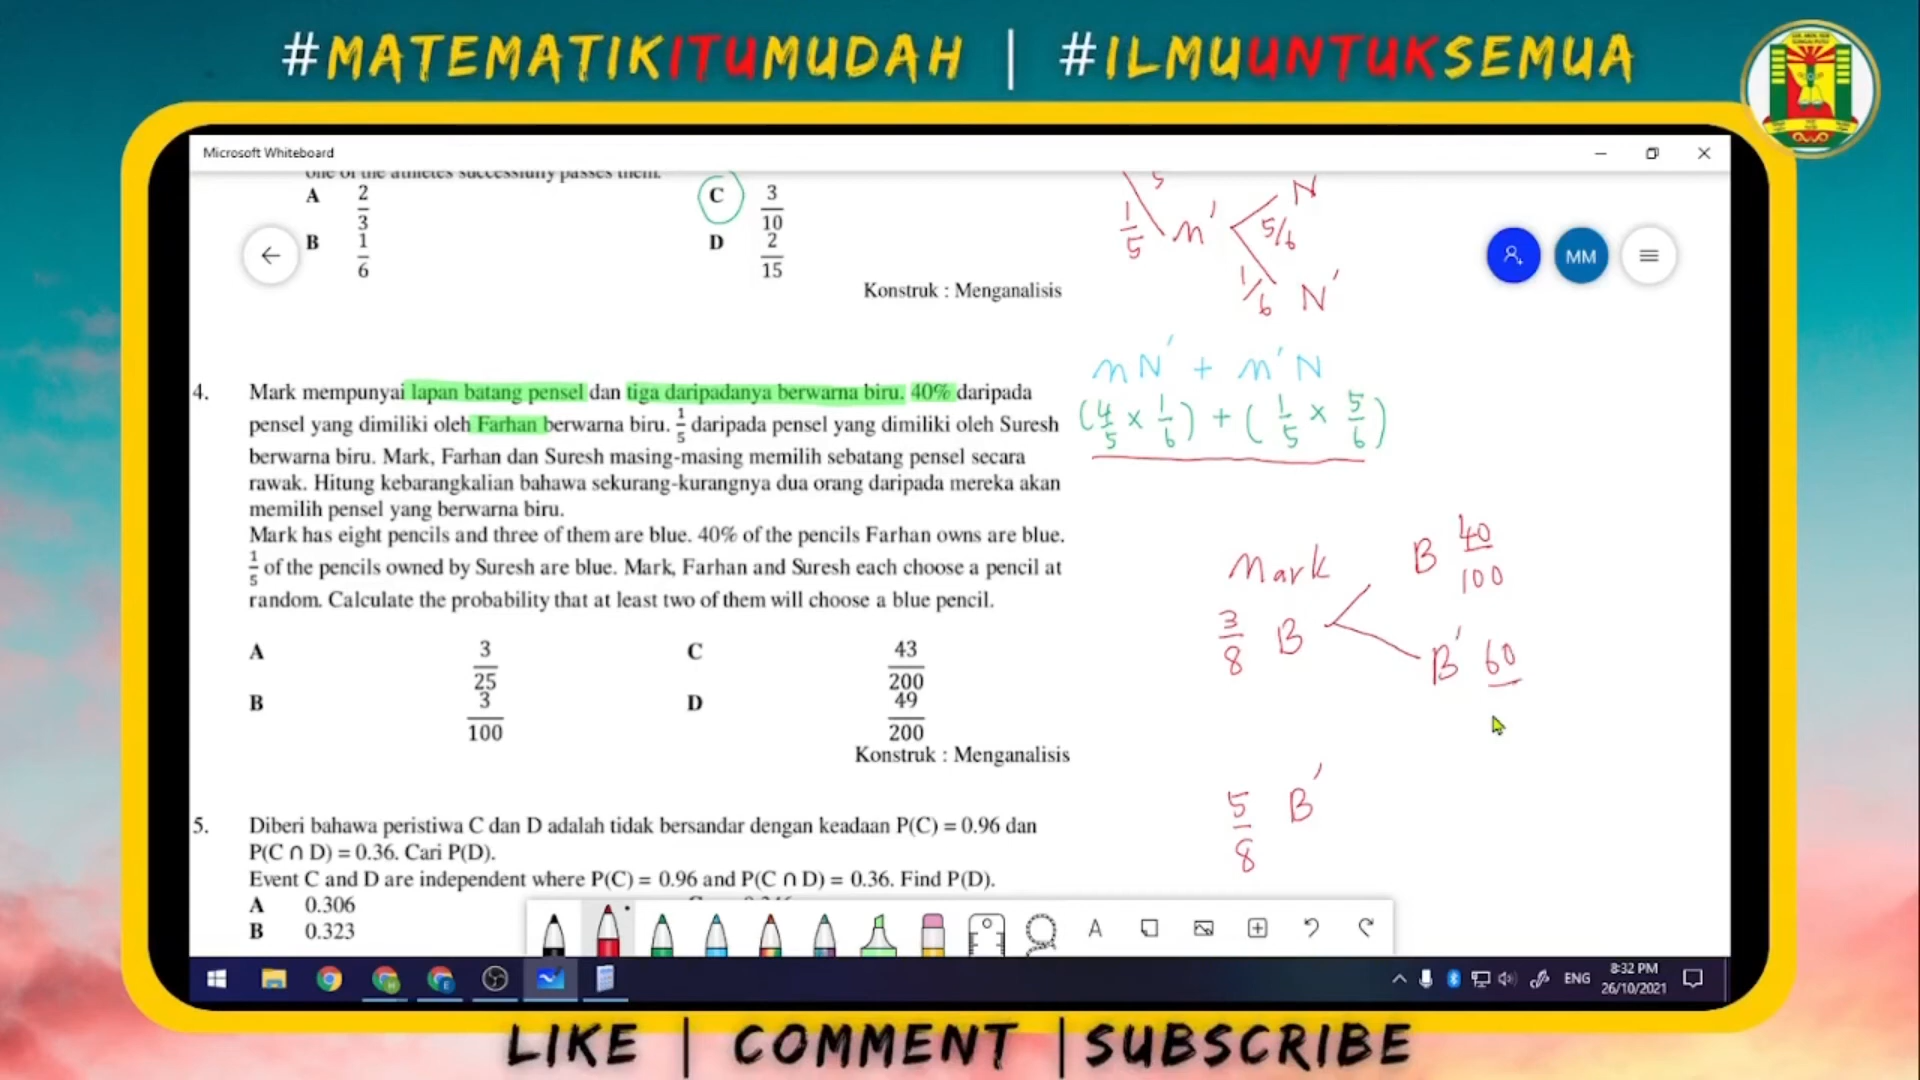 #MATEMATIKITUMUDAH | #ILMUUNTUKSEMUA
Microsoft Whiteboard
one of the athletes successfully passes them.
A 2/3 C 3/10
B 1/6 D 2/15
Konstruk : Menganalisis
1/5 m' 5/6 N
1/6 N'
mN' + m'N
(4/5 × 1/6) + (1/5 × 5/6)
MM
4. Mark mempunyai lapan batang pensel dan tiga daripadanya berwarna biru. 40% daripada
pensel yang dimiliki oleh Farhan berwarna biru. 1/5 daripada pensel yang dimiliki oleh Suresh
berwarna biru. Mark, Farhan dan Suresh masing-masing memilih sebatang pensel secara
rawak. Hitung kebarangkalian bahawa sekurang-kurangnya dua orang daripada mereka akan
memilih pensel yang berwarna biru.
Mark has eight pencils and three of them are blue. 40% of the pencils Farhan owns are blue.
1/5 of the pencils owned by Suresh are blue. Mark, Farhan and Suresh each choose a pencil at
random. Calculate the probability that at least two of them will choose a blue pencil.
A 3/25 C 43/200
B 3/100 D 49/200
Konstruk : Menganalisis
Mark
B 40/100
3/8 B
B' 60
5/8 B'
5. Diberi bahawa peristiwa C dan D adalah tidak bersandar dengan keadaan P(C) = 0.96 dan
P(C ∩ D) = 0.36. Cari P(D).
Event C and D are independent where P(C) = 0.96 and P(C ∩ D) = 0.36. Find P(D).
A 0.306
B 0.323
A
ENG
8:32 PM
26/10/2021
LIKE | COMMENT | SUBSCRIBE